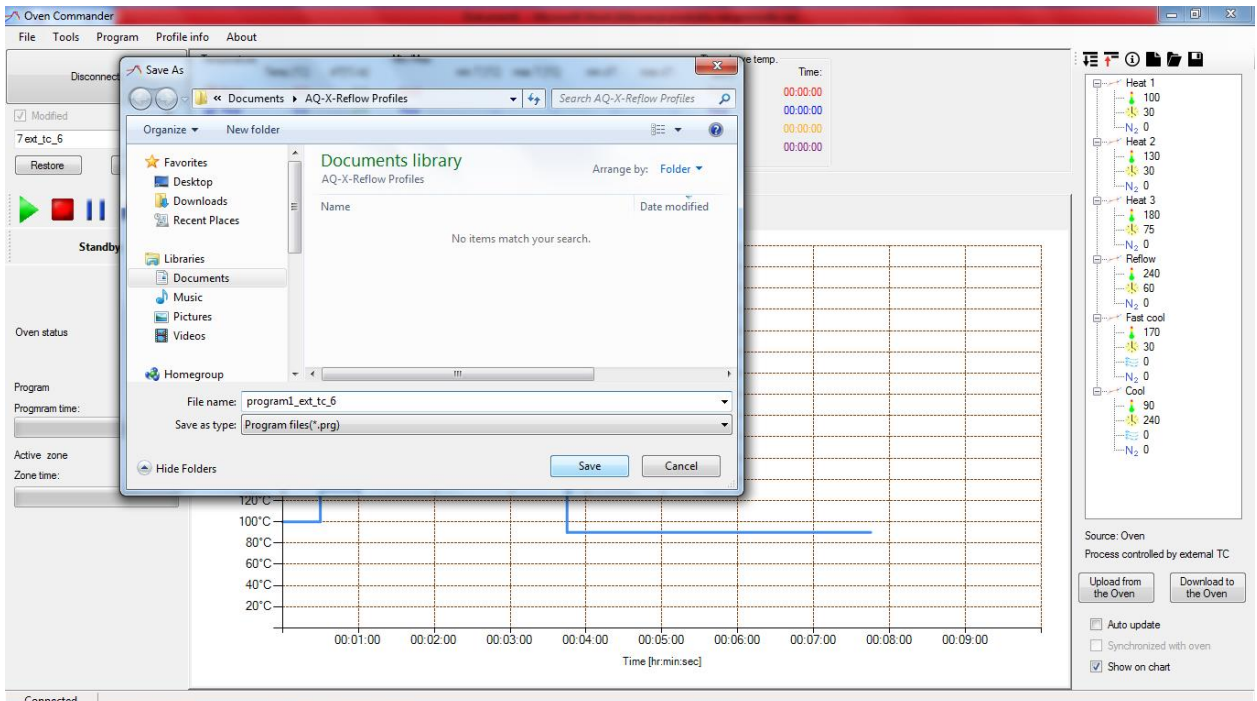 Oven Commander
File Tools Program Profile info About
Disconnect
Modified
7 ext_tc_6
Restore
Standby
Oven status
Program
Progmram time:
Active zone
Zone time:
Save As
« Documents ▸ AQ-X-Reflow Profiles
Search AQ-X-Reflow Profiles
Organize New folder
Favorites
Desktop
Downloads
Recent Places
Libraries
Documents
Music
Pictures
Videos
Homegroup
Documents library
AQ-X-Reflow Profiles
Arrange by: Folder
Name Date modified
No items match your search.
File name: program1_ext_tc_6
Save as type: Program files(*.prg)
Hide Folders
Save Cancel
temp.
Time:
00:00:00
00:00:00
00:00:00
00:00:00
120°C
100°C
80°C
60°C
40°C
20°C
00:01:00 00:02:00 00:03:00 00:04:00 00:05:00 00:06:00 00:07:00 00:08:00 00:09:00
Time [hr:min:sec]
Heat 1
100
30
N₂ 0
Heat 2
130
30
N₂ 0
Heat 3
180
75
N₂ 0
Reflow
240
60
N₂ 0
Fast cool
170
30
0
N₂ 0
Cool
90
240
0
N₂ 0
Source: Oven
Process controlled by external TC
Upload from
the Oven
Download to
the Oven
Auto update
Synchronized with oven
Show on chart
Connected